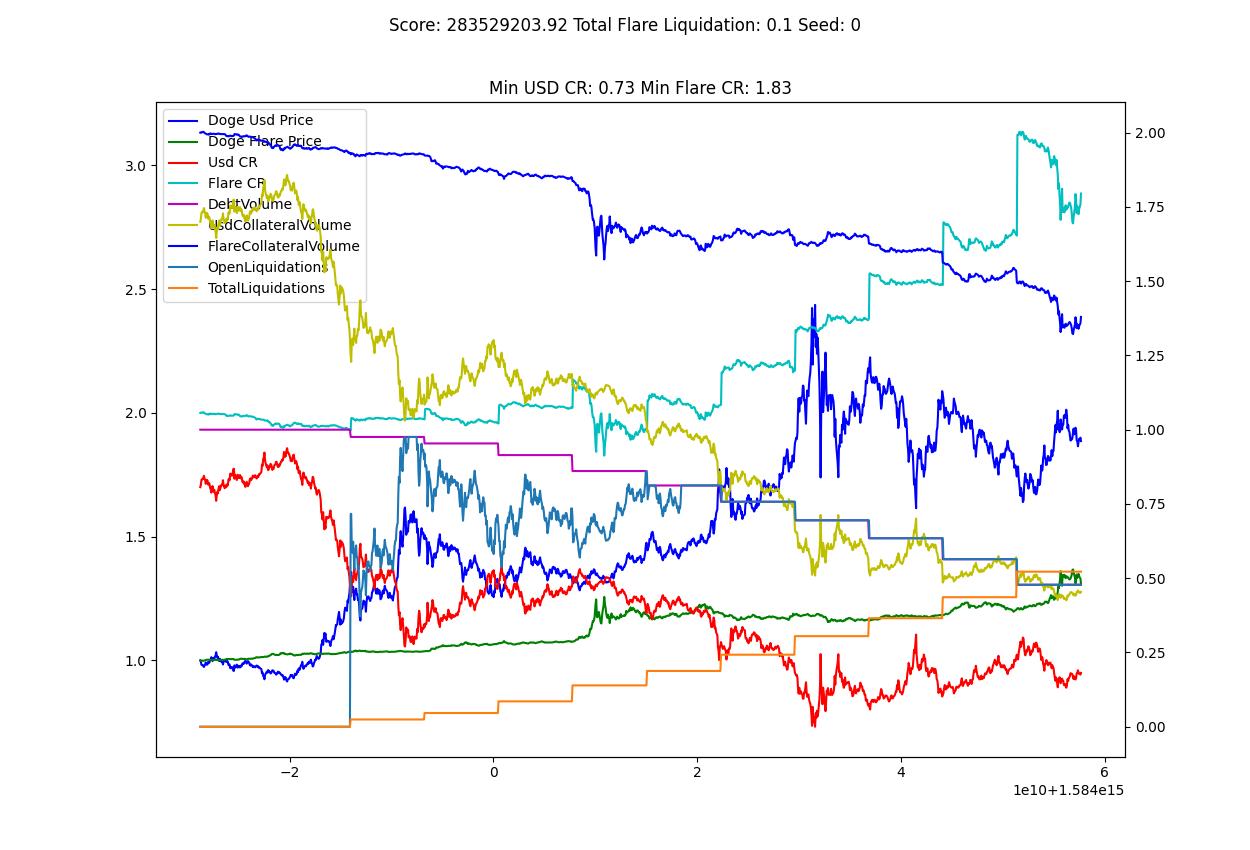 Score: 283529203.92 Total Flare Liquidation: 0.1 Seed: 0
Min USD CR: 0.73 Min Flare CR: 1.83
Doge Usd Price
Doge Flare Price
Usd CR
Flare CR
DebtVolume
UsdCollateralVolume
FlareCollateralVolume
OpenLiquidations
TotalLiquidations
3.0
2.5
2.0
1.5
1.0
2.00
1.75
1.50
1.25
1.00
0.75
0.50
0.25
0.00
−2
0
2
4
6
1e10+1.584e15